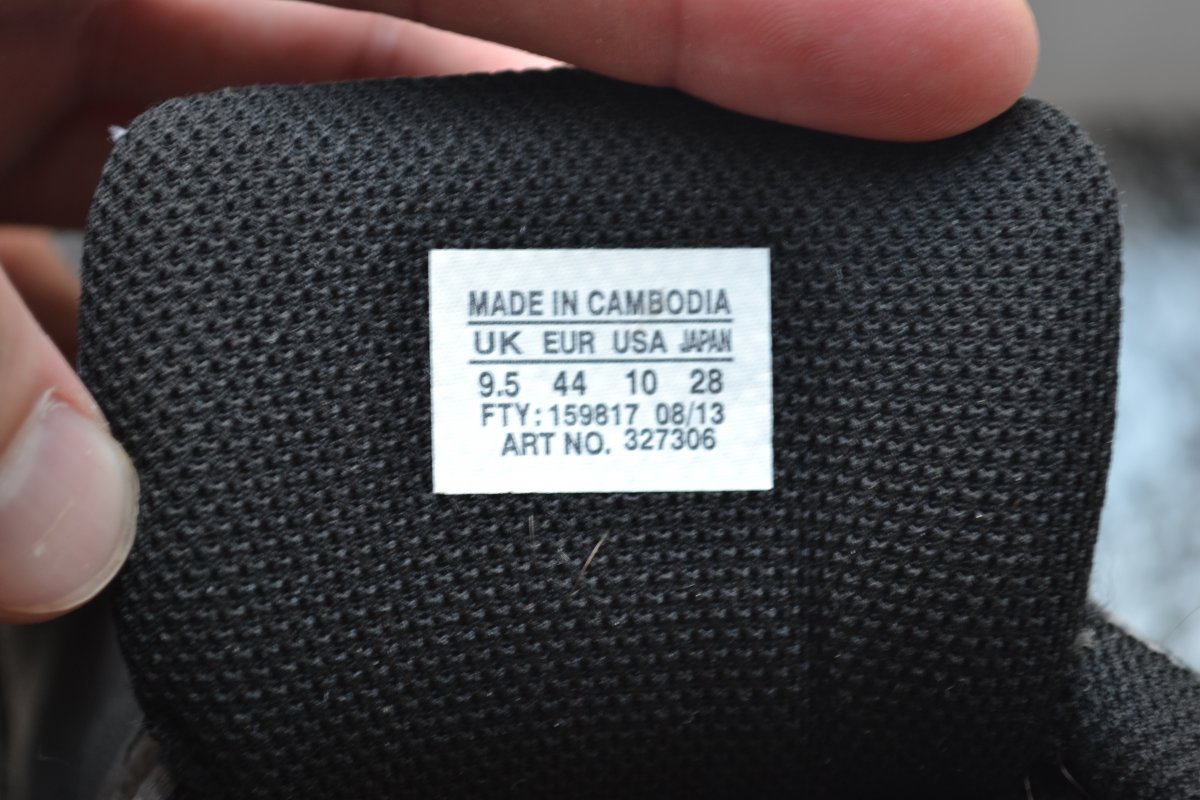 MADE IN CAMBODIA
UK EUR USA JAPAN
9.5 44 10 28
FTY: 159817 08/13
ART NO. 327306